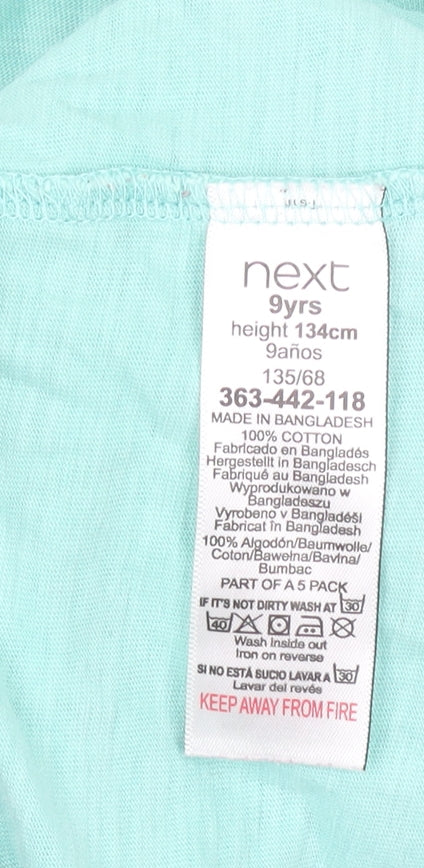 next
9yrs
height 134cm
9años
135/68
363-442-118
MADE IN BANGLADESH
100% COTTON
Fabricado en Bangladés
Hergestellt in Bangladesch
Fabriqué au Bangladesh
Wyprodukowano w
Bangladeszu
Vyrobeno v Bangladéši
Fabricat în Bangladesh
100% Algodón/Baumwolle/
Coton/Bawełna/Bavlna/
Bumbac
PART OF A 5 PACK
IF IT'S NOT DIRTY WASH AT 30
40
Wash inside out
Iron on reverse
SI NO ESTÁ SUCIO LAVAR A 30
Lavar del revés
KEEP AWAY FROM FIRE